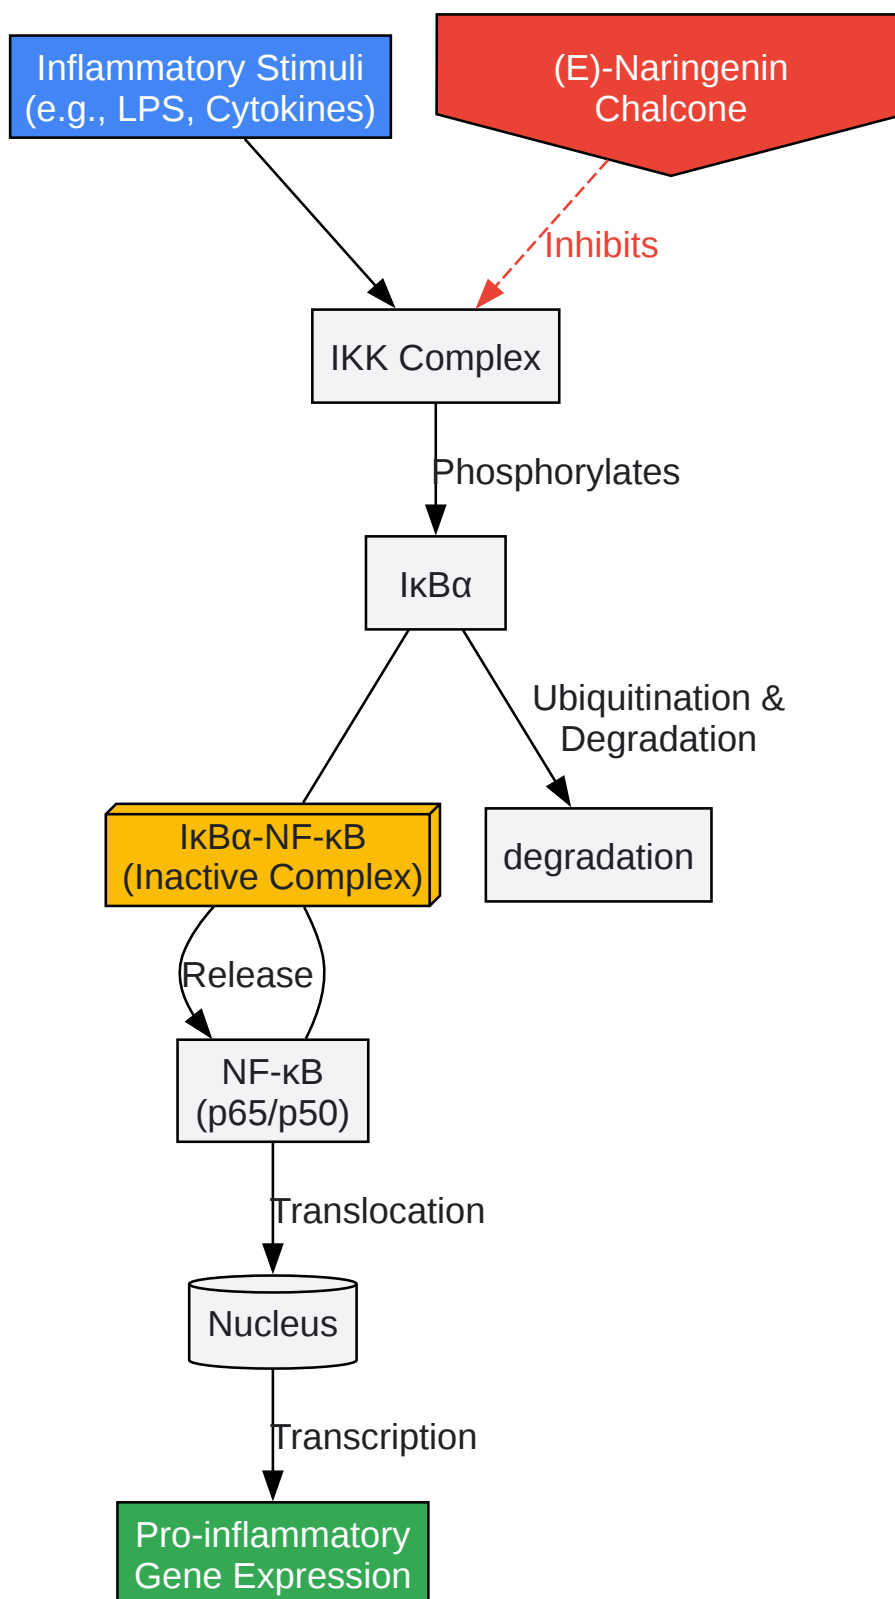 Inflammatory Stimuli
(e.g., LPS, Cytokines)
(E)-Naringenin
Chalcone
Inhibits
IKK Complex
Phosphorylates
IκBα
Ubiquitination &
Degradation
IκBα-NF-κB
(Inactive Complex)
degradation
Release
NF-κB
(p65/p50)
Translocation
Nucleus
Transcription
Pro-inflammatory
Gene Expression